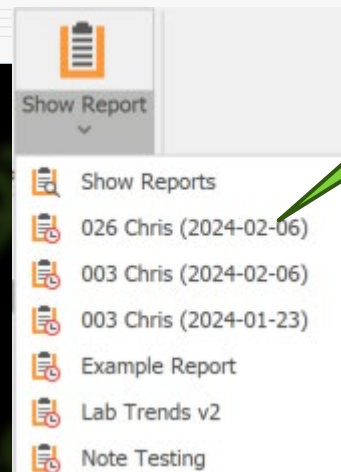 Show Report
Show Reports
026 Chris (2024-02-06)
003 Chris (2024-02-06)
003 Chris (2024-01-23)
Example Report
Lab Trends v2
Note Testing